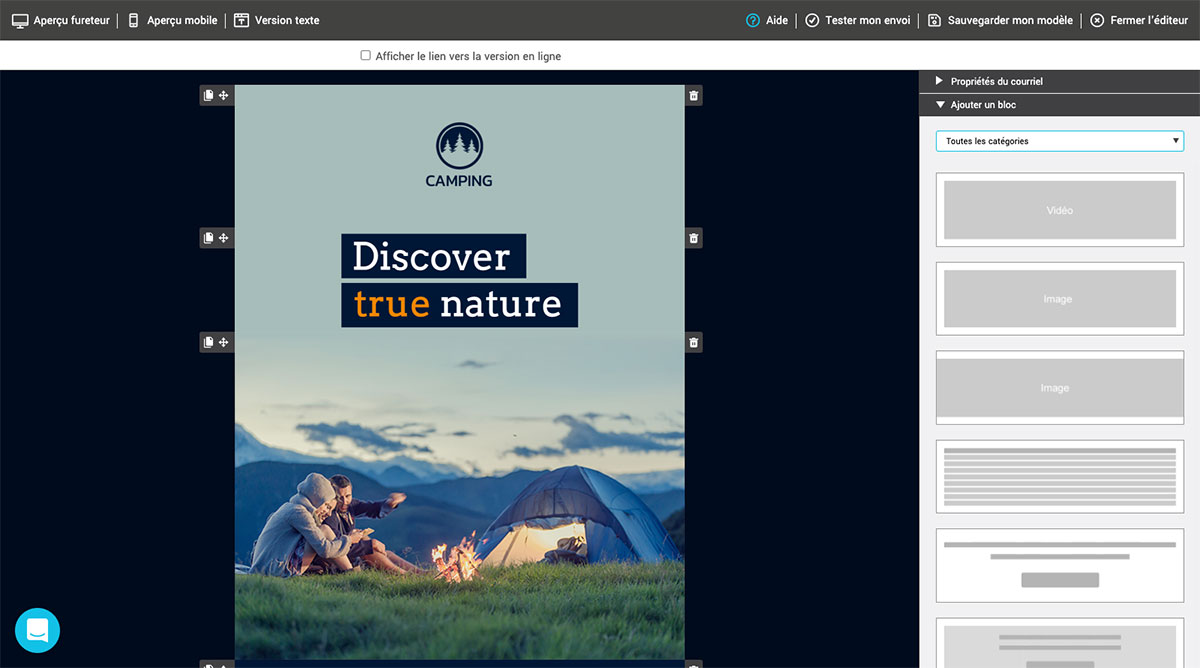 Aperçu fureteur
Aperçu mobile
Version texte
Aide
Tester mon envoi
Sauvegarder mon modèle
Fermer l'éditeur
Afficher le lien vers la version en ligne
Propriétés du courriel
Ajouter un bloc
Toutes les catégories
CAMPING
Discover
true nature
Vidéo
Image
Image